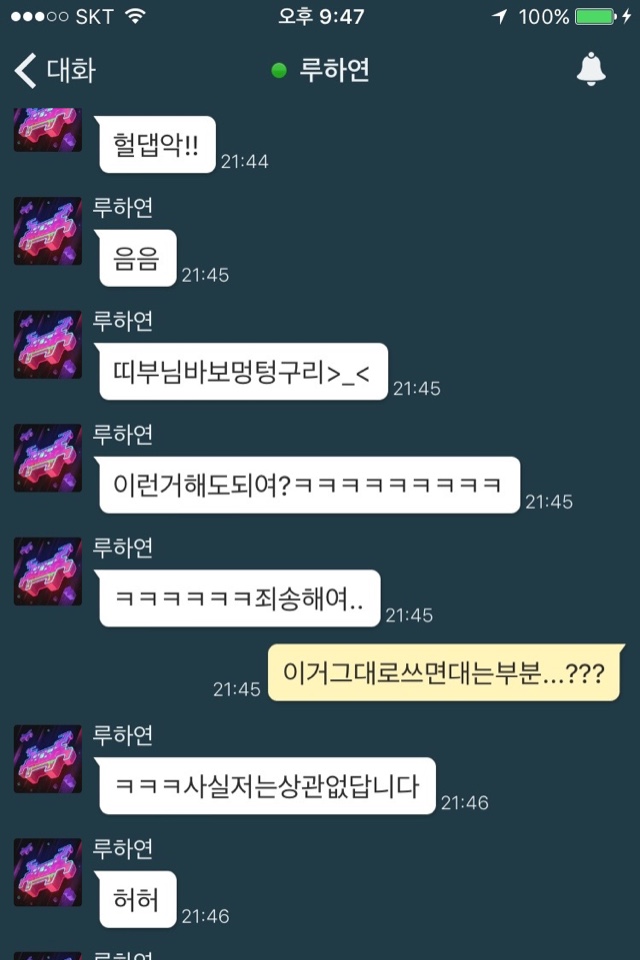 SKT 오후 9:47 100%
대화 루하연
헐댑악!! 21:44
루하연
음음 21:45
루하연
띠부님바보멍텅구리>_< 21:45
루하연
이런거해도되여?ㅋㅋㅋㅋㅋㅋㅋㅋㅋ 21:45
루하연
ㅋㅋㅋㅋㅋㅋ죄송해여.. 21:45
21:45 이거그대로쓰면대는부분...???
루하연
ㅋㅋㅋ사실저는상관없답니다 21:46
루하연
허허 21:46
루하연